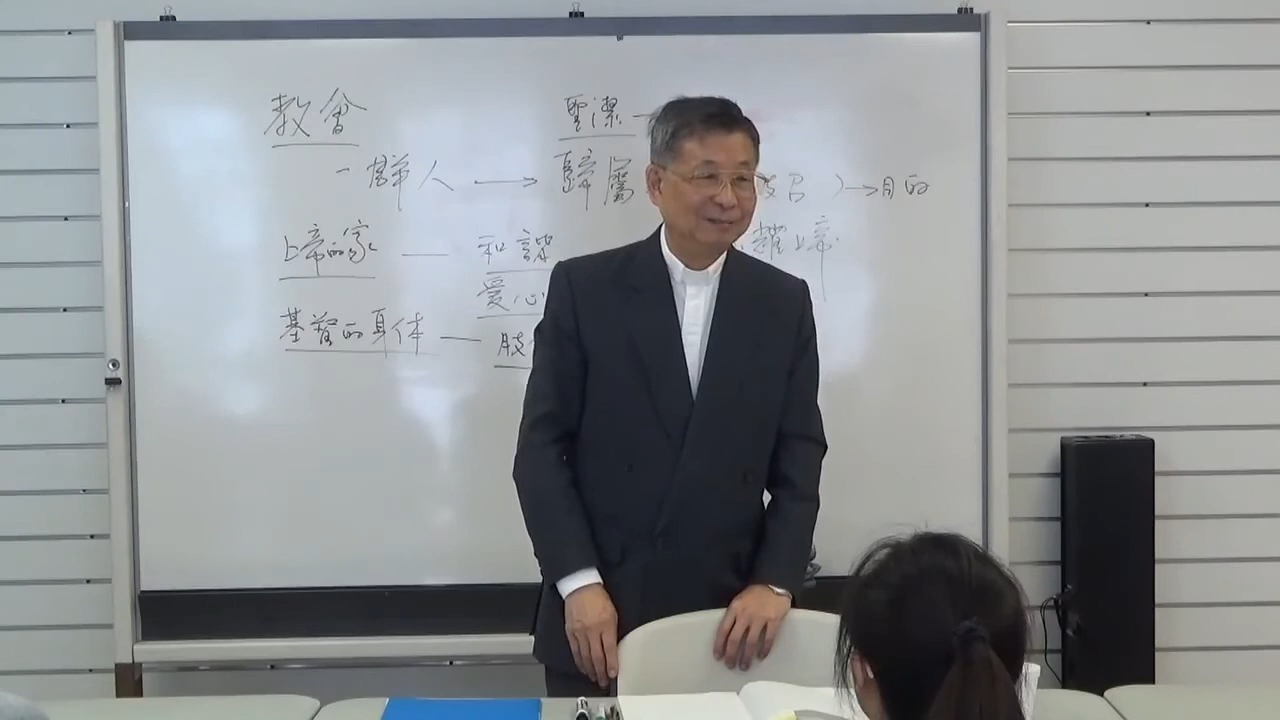 教會 聖潔 —
一群人 → 歸屬 召 ) → 目的
上帝的家 — 和諧 耀上帝
愛心
基督的身体 — 肢